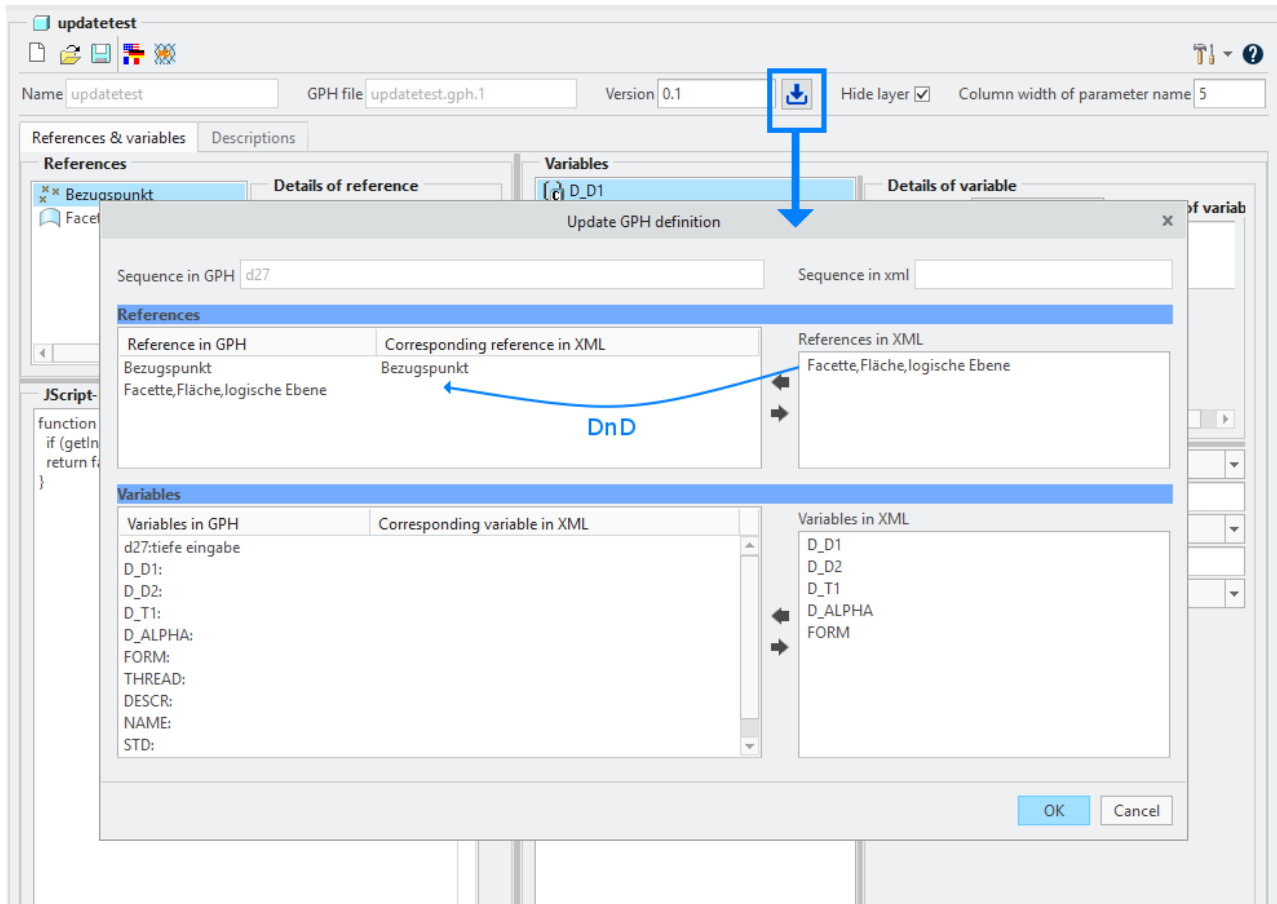 updatetest
Name updatetest GPH file updatetest.gph.1 Version 0.1 Hide layer Column width of parameter name 5
References & variables Descriptions
References Variables
Bezugspunkt Details of reference D_D1 Details of variable
Facet of variab
Update GPH definition
Sequence in GPH d27 Sequence in xml
References
Reference in GPH Corresponding reference in XML References in XML
Bezugspunkt Bezugspunkt Facette,Fläche,logische Ebene
Facette,Fläche,logische Ebene
DnD
JScript-
function
if (getIn
return fa
}
Variables
Variables in GPH Corresponding variable in XML Variables in XML
d27:tiefe eingabe D_D1
D_D1: D_D2
D_D2: D_T1
D_T1: D_ALPHA
D_ALPHA: FORM
FORM:
THREAD:
DESCR:
NAME:
STD:
OK Cancel